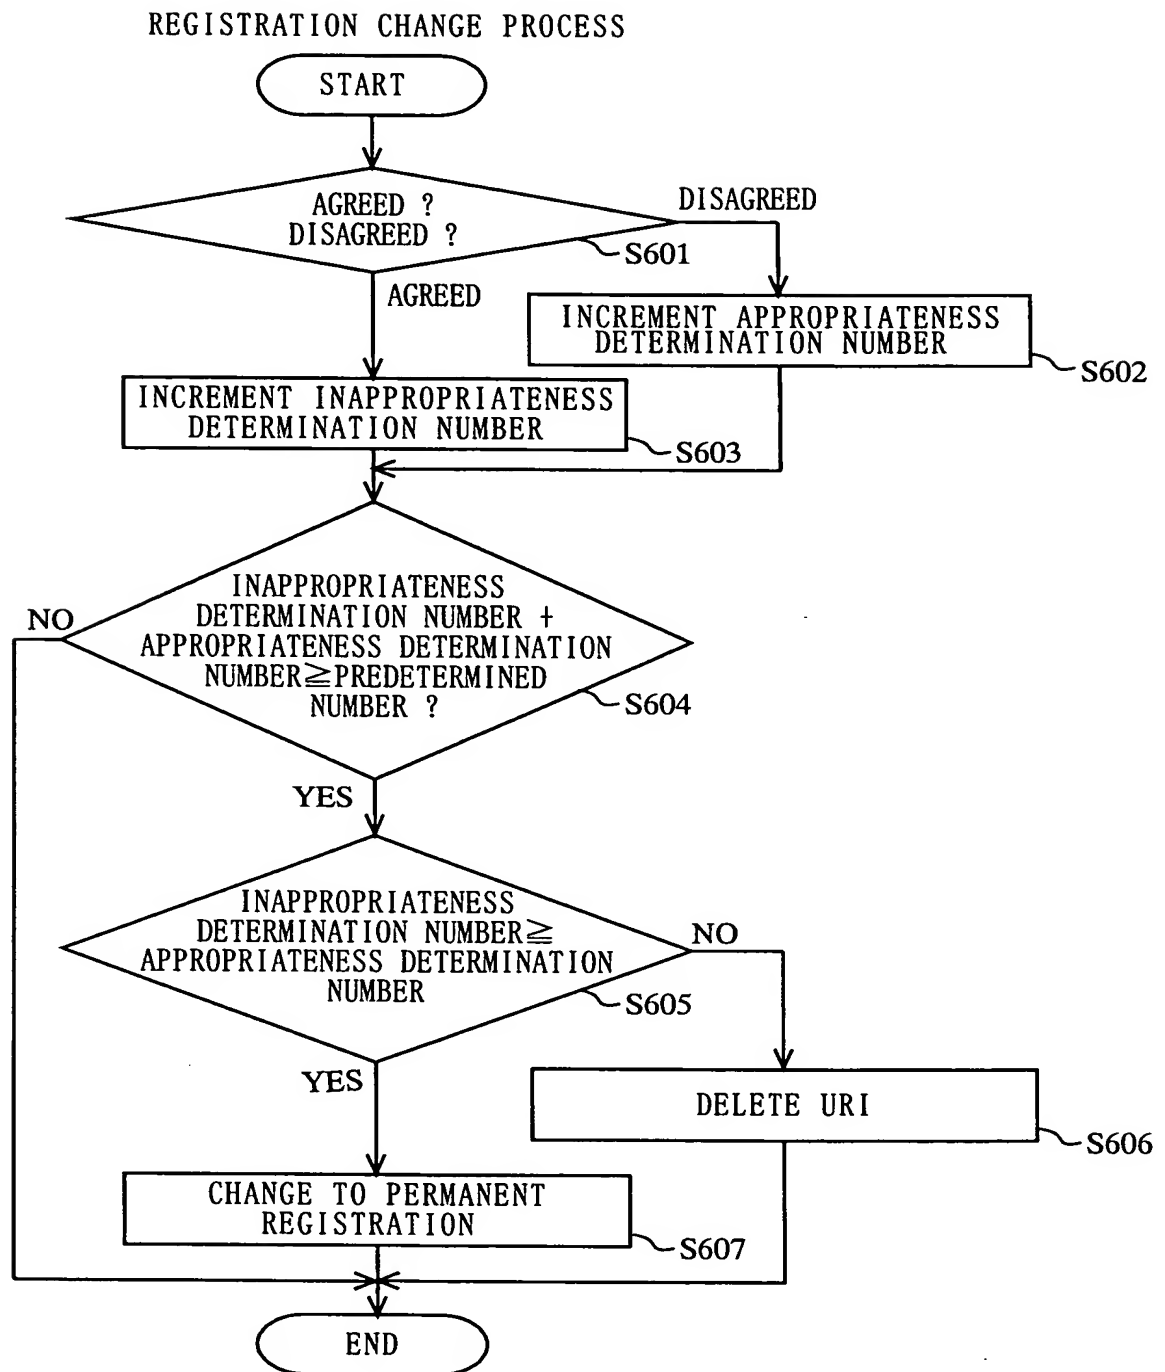 REGISTRATION CHANGE PROCESS
START
AGREED ?
DISAGREED ?
S601
DISAGREED
AGREED
INCREMENT APPROPRIATENESS
DETERMINATION NUMBER
S602
INCREMENT INAPPROPRIATENESS
DETERMINATION NUMBER
S603
INAPPROPRIATENESS
DETERMINATION NUMBER +
APPROPRIATENESS DETERMINATION
NUMBER≧PREDETERMINED
NUMBER ?
S604
NO
YES
INAPPROPRIATENESS
DETERMINATION NUMBER≧
APPROPRIATENESS DETERMINATION
NUMBER
S605
NO
YES
DELETE URI
S606
CHANGE TO PERMANENT
REGISTRATION
S607
END